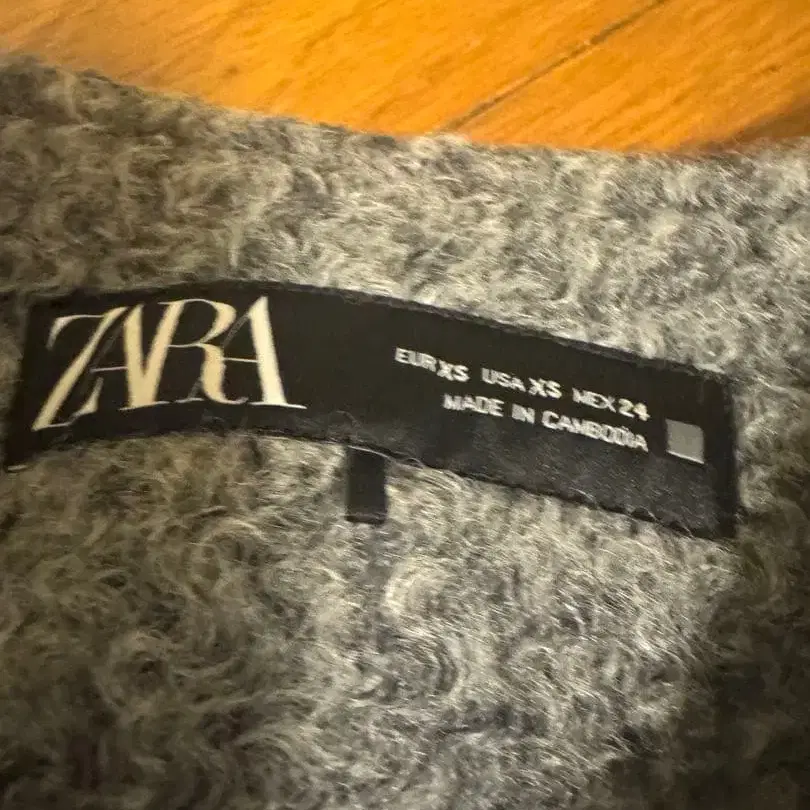 ZARA
EUR XS USA XS MEX 24
MADE IN CAMBODIA